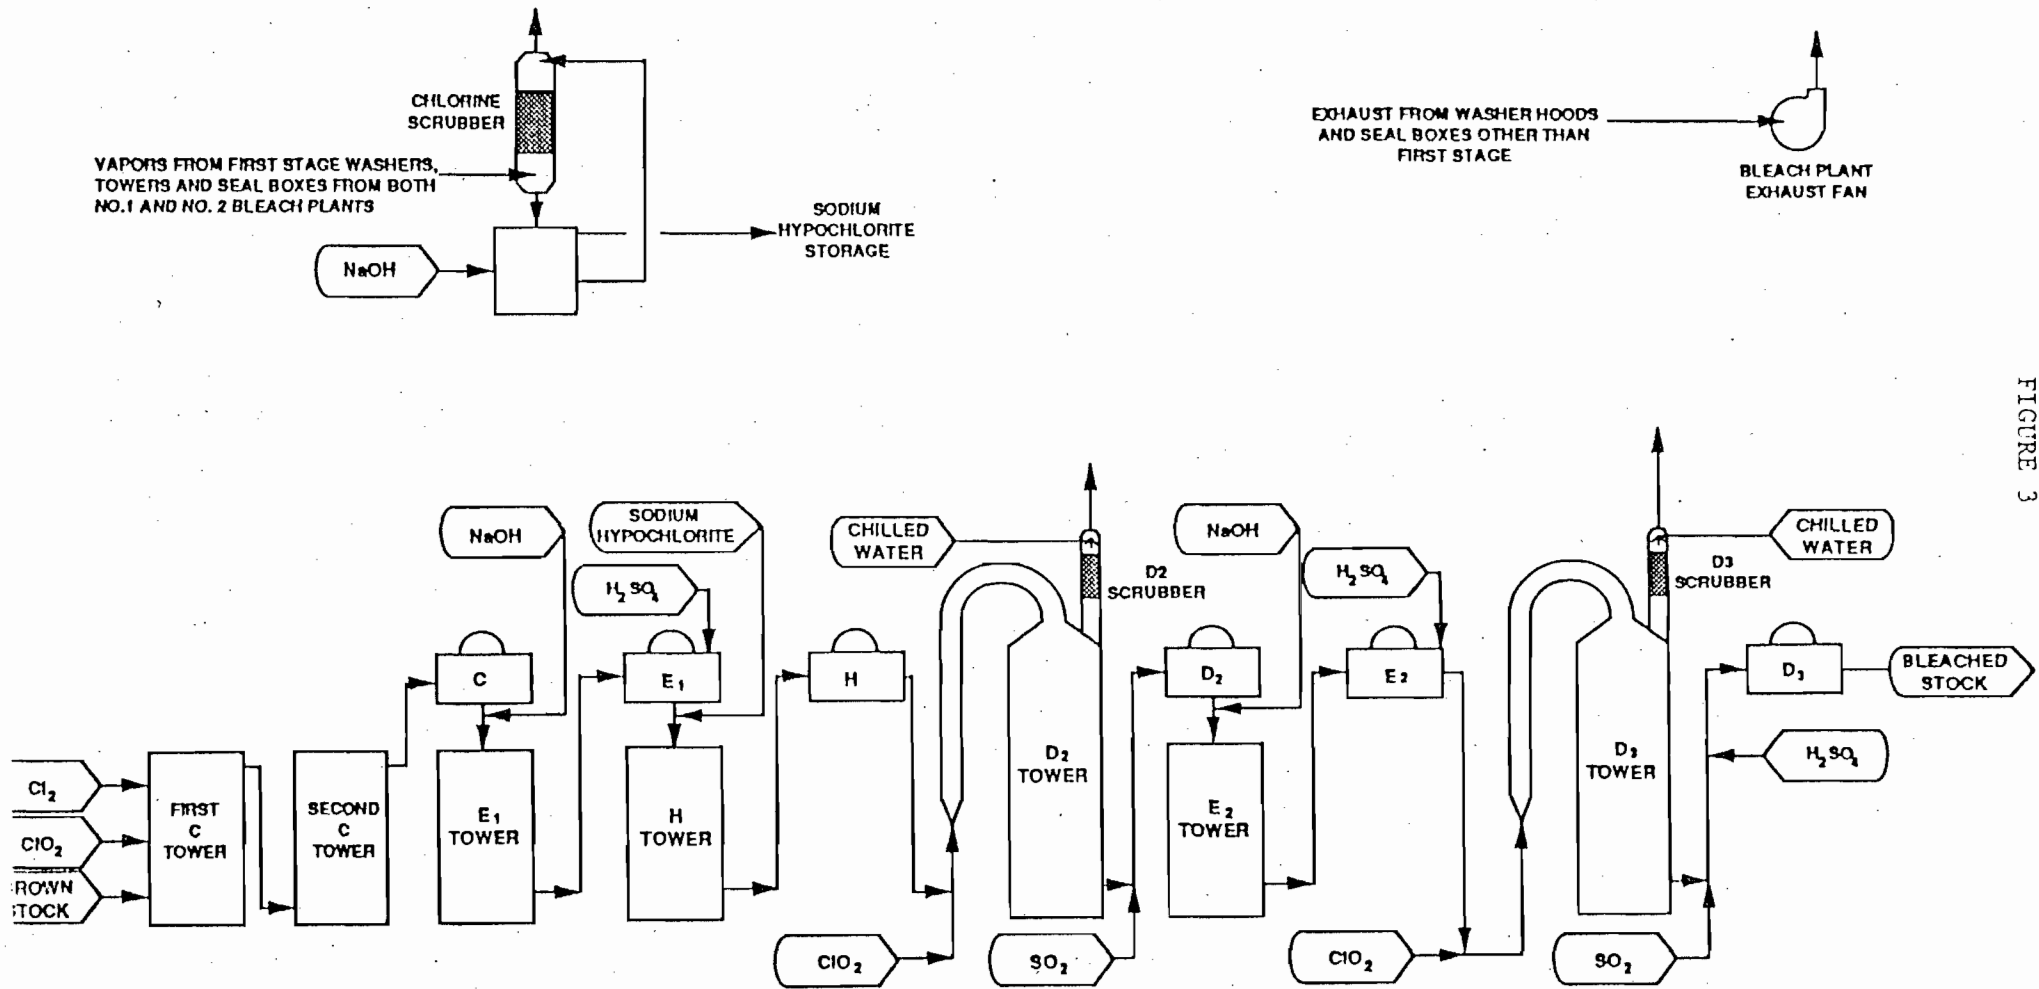 CHLORINE
SCRUBBER
VAPORS FROM FIRST STAGE WASHERS,
TOWERS AND SEAL BOXES FROM BOTH
NO.1 AND NO. 2 BLEACH PLANTS
NaOH
SODIUM
HYPOCHLORITE
STORAGE
EXHAUST FROM WASHER HOODS
AND SEAL BOXES OTHER THAN
FIRST STAGE
BLEACH PLANT
EXHAUST FAN
FIGURE 3
NaOH
SODIUM
HYPOCHLORITE
H₂SO₄
CHILLED
WATER
D2
SCRUBBER
NaOH
H₂SO₄
D3
SCRUBBER
CHILLED
WATER
C
E₁
H
D₂
E₂
D₃
BLEACHED
STOCK
Cl₂
ClO₂
ROWN
STOCK
FIRST
C
TOWER
SECOND
C
TOWER
E₁
TOWER
H
TOWER
D₂
TOWER
E₂
TOWER
D₃
TOWER
H₂SO₄
ClO₂
SO₂
ClO₂
SO₂